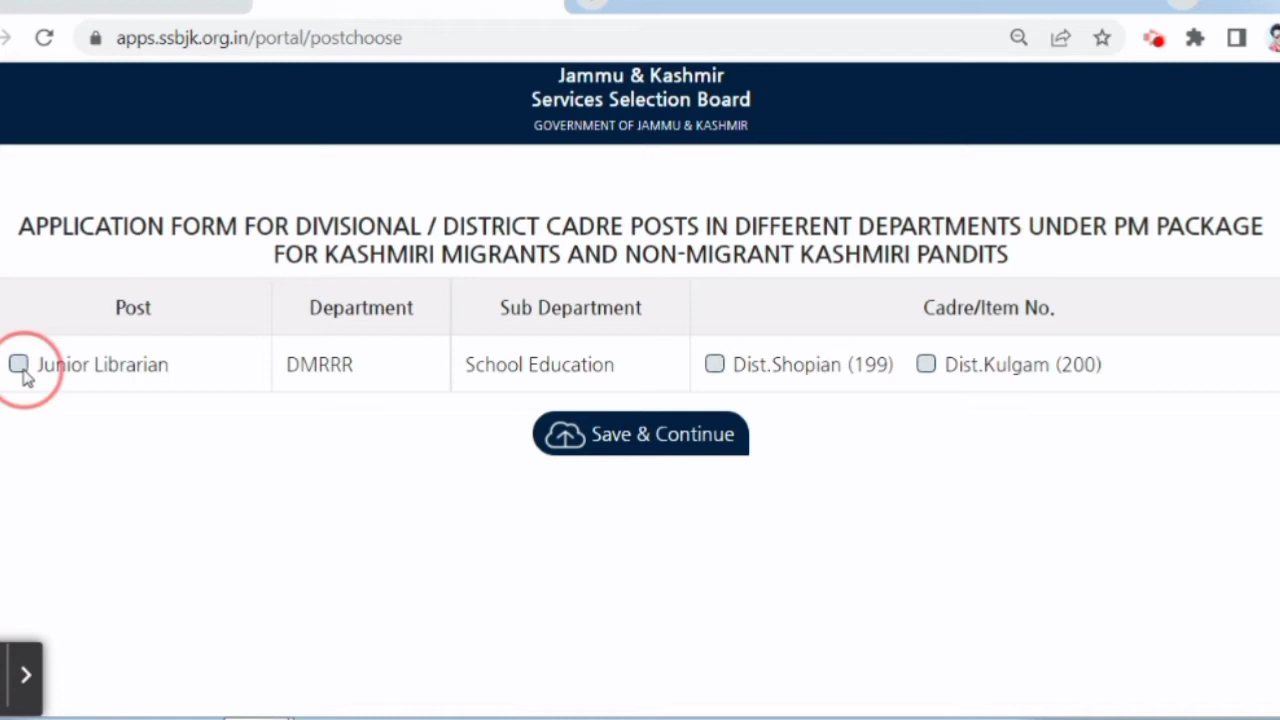 apps.ssbjk.org.in/portal/postchoose
Jammu & Kashmir
Services Selection Board
GOVERNMENT OF JAMMU & KASHMIR
APPLICATION FORM FOR DIVISIONAL / DISTRICT CADRE POSTS IN DIFFERENT DEPARTMENTS UNDER PM PACKAGE
FOR KASHMIRI MIGRANTS AND NON-MIGRANT KASHMIRI PANDITS
Post Department Sub Department Cadre/Item No.
Junior Librarian DMRRR School Education Dist.Shopian (199) Dist.Kulgam (200)
Save & Continue